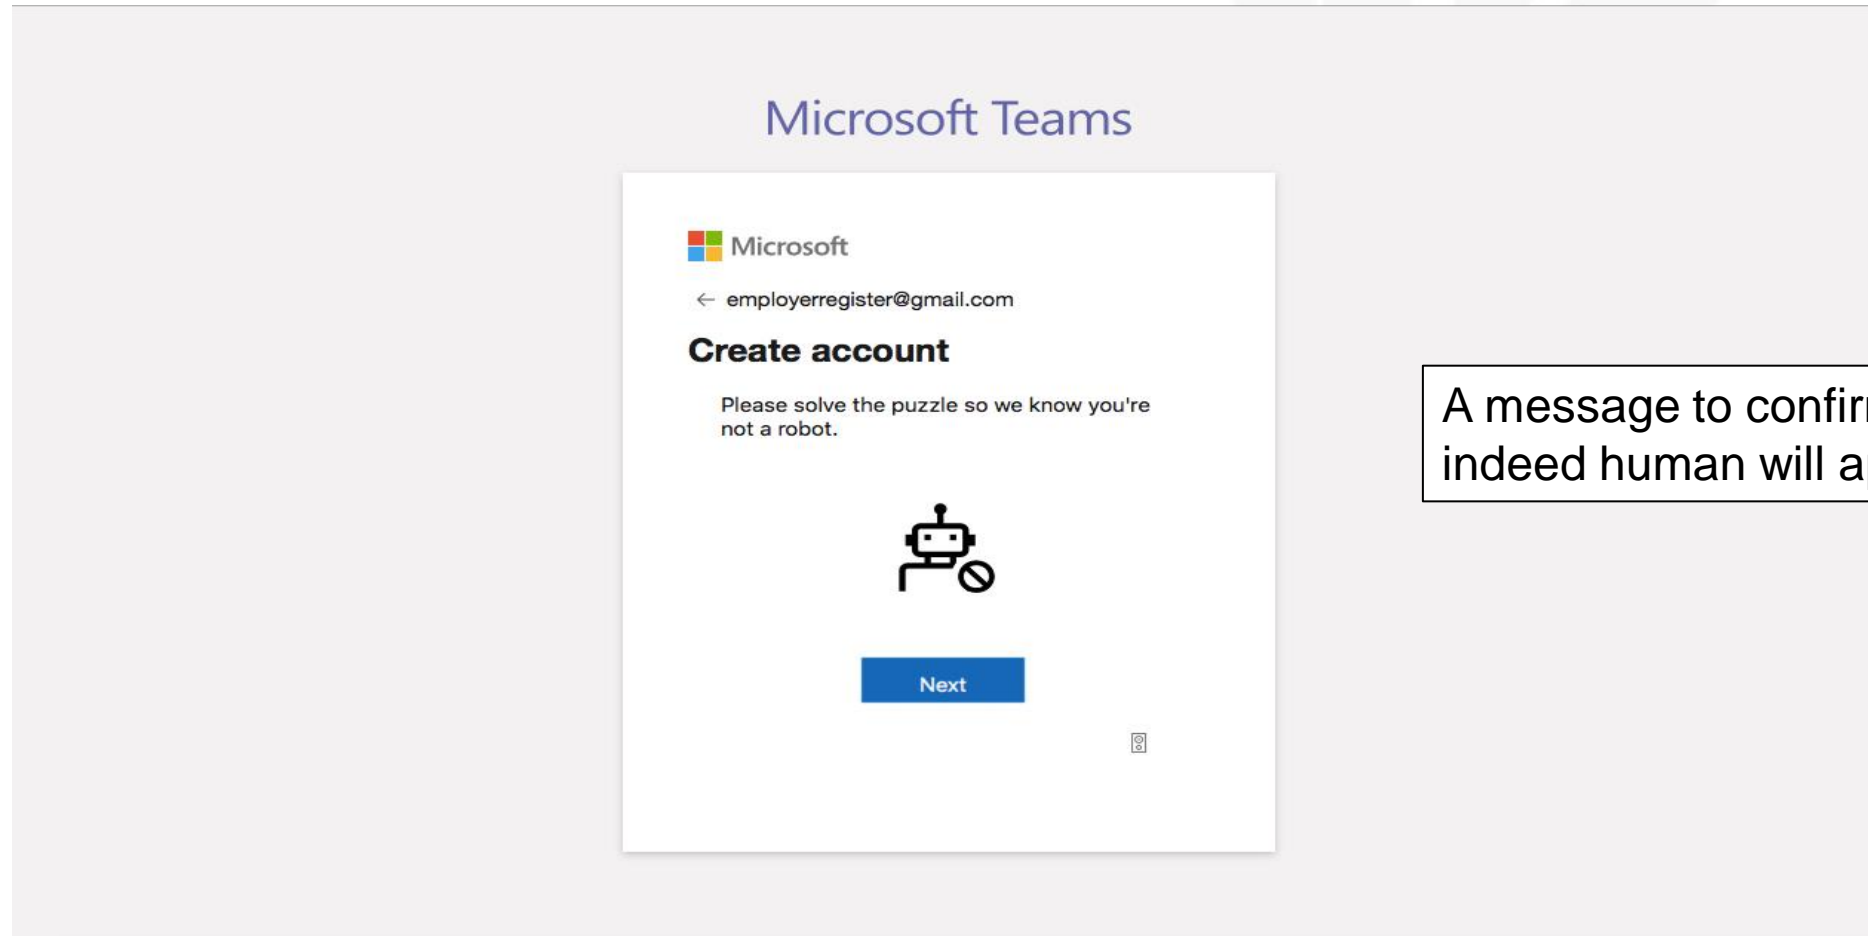 Microsoft Teams
Microsoft
employerregister@gmail.com
Create account
Please solve the puzzle so we know you're
not a robot.
Next
A message to
indeed human will